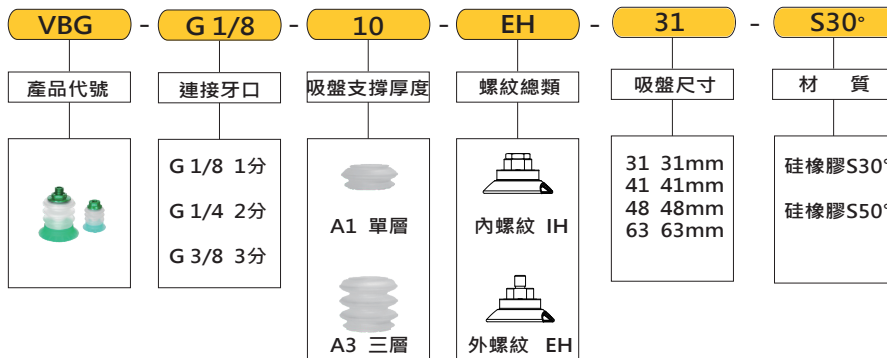 VBG - G 1/8 - 10 - EH - 31 - S30°
產品代號
連接牙口
吸盤支撐厚度
螺紋總類
吸盤尺寸
材 質
G 1/8 1分
G 1/4 2分
G 3/8 3分
A1 單層
A3 三層
內螺紋 IH
外螺紋 EH
31 31mm
41 41mm
48 48mm
63 63mm
硅橡膠S30°
硅橡膠S50°